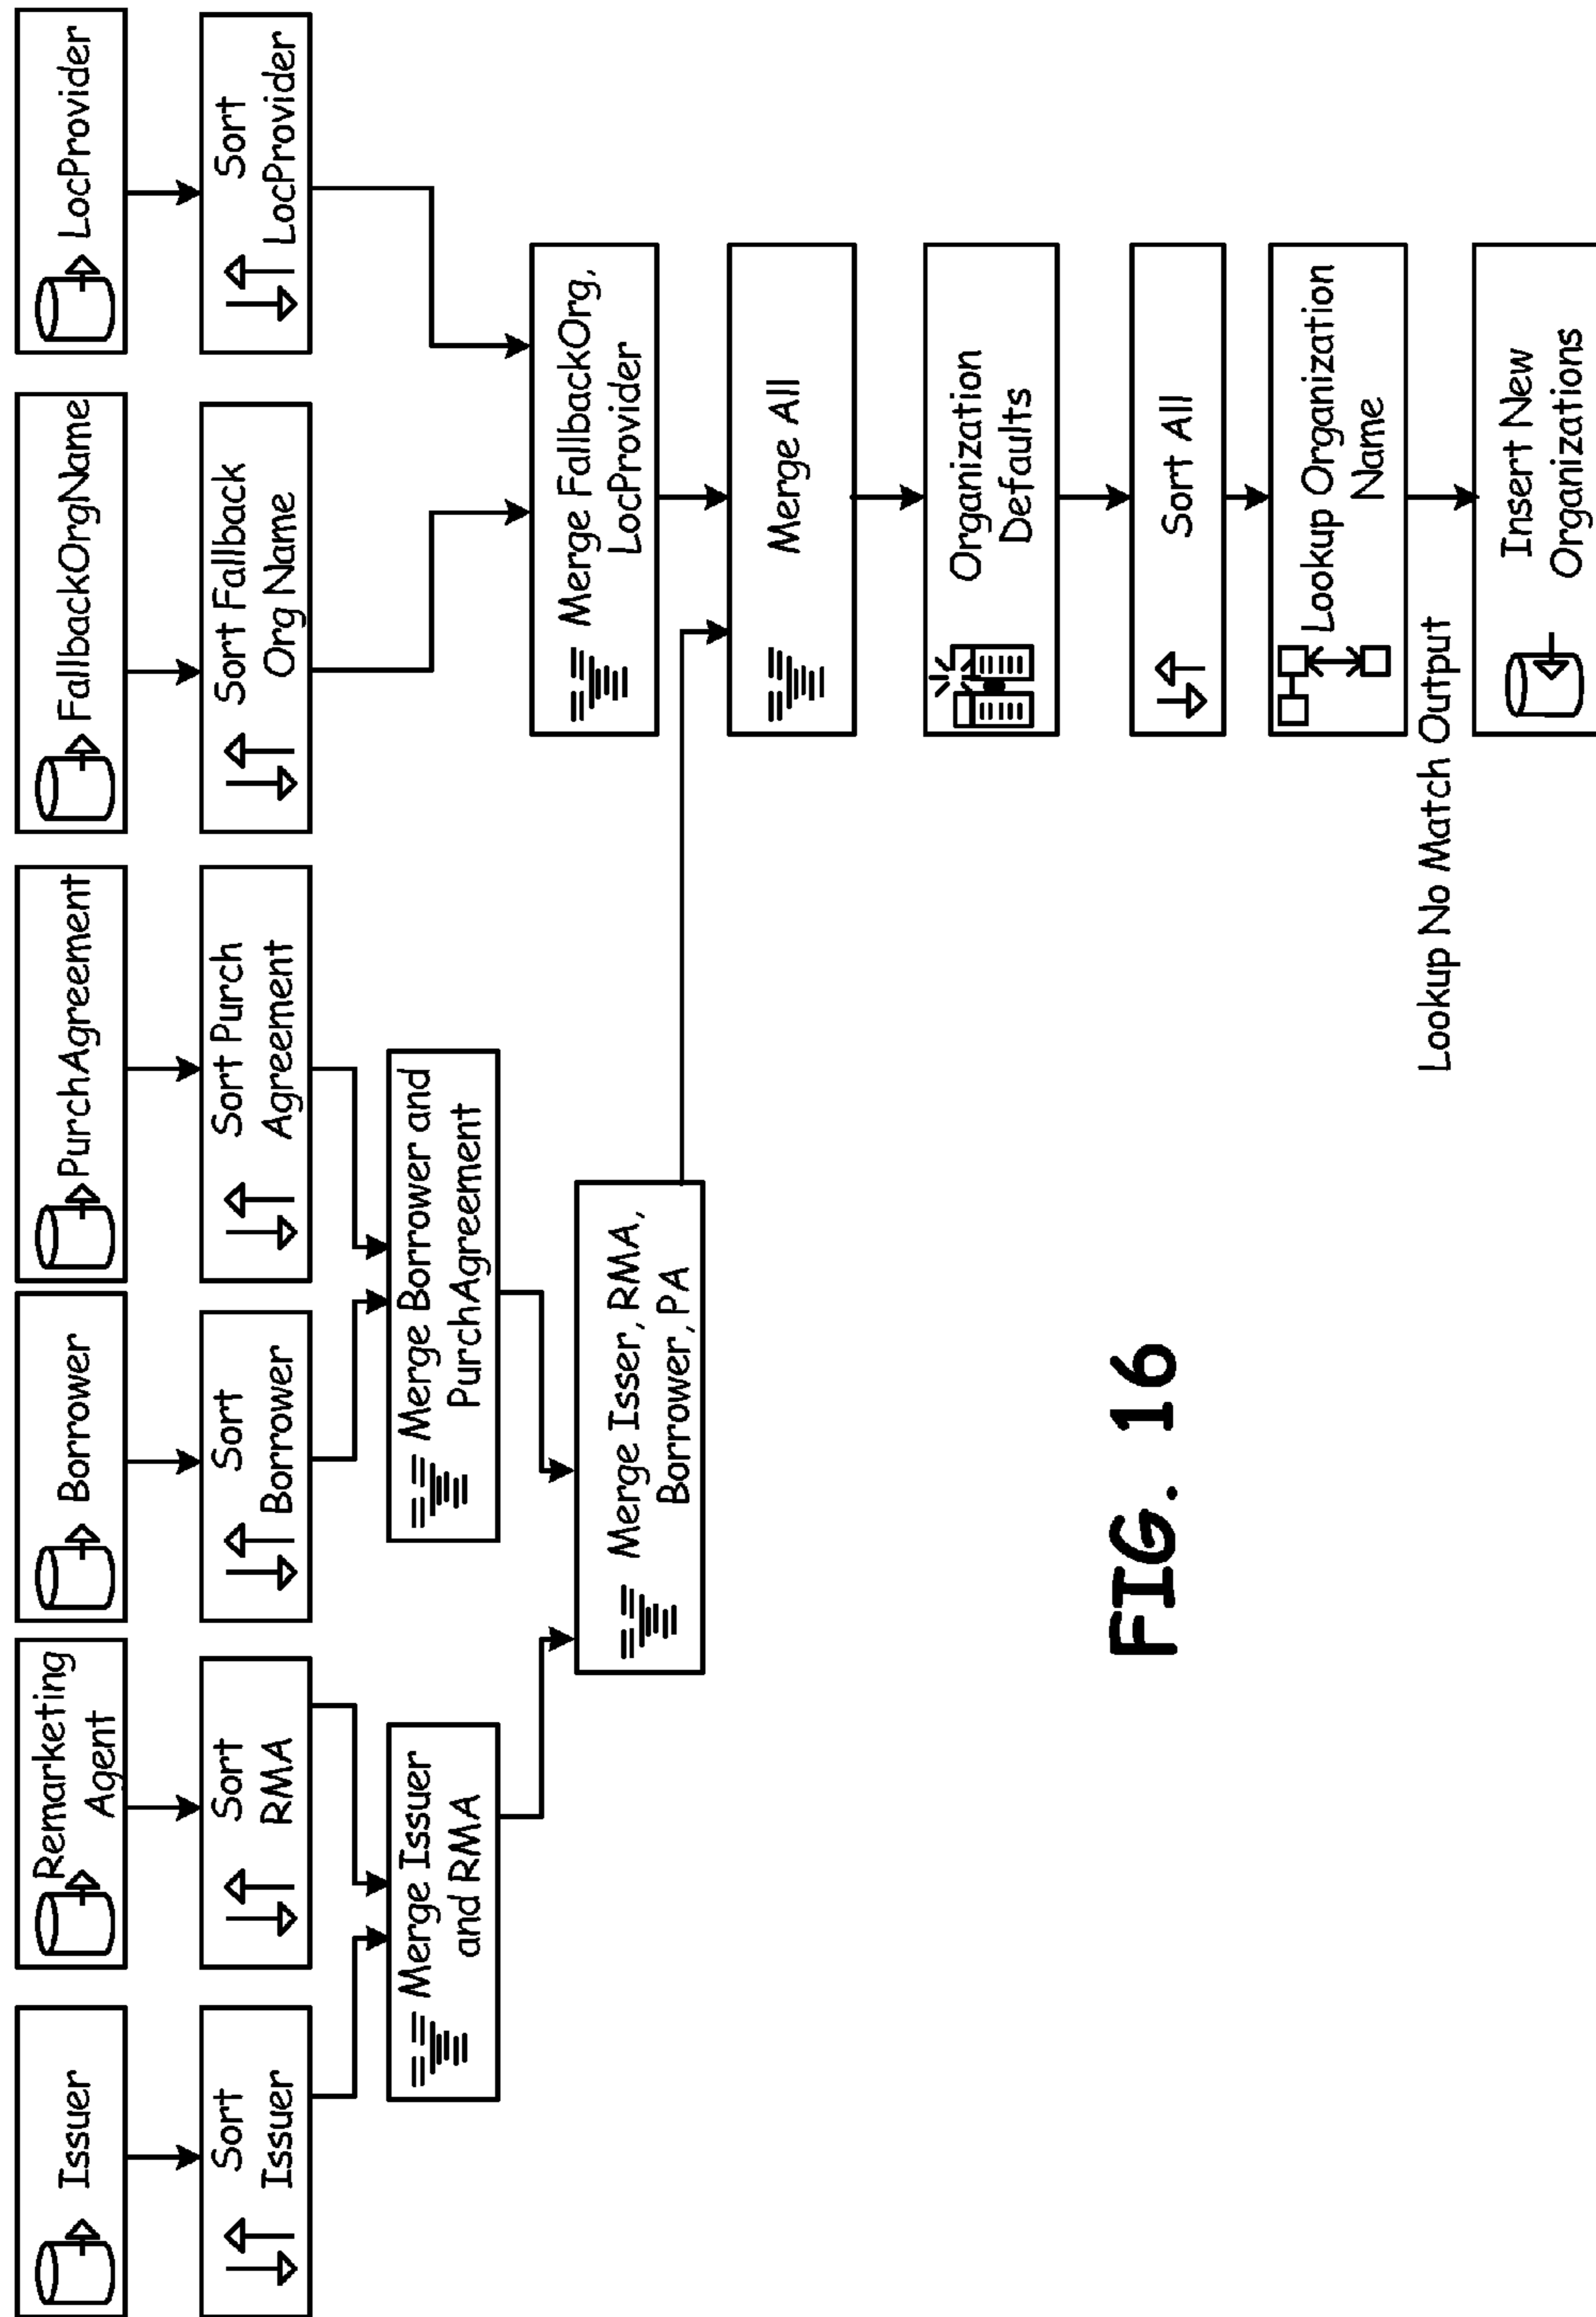 Issuer
Remarketing
Agent
Borrower
PurchAgreement
FallbackOrgName
LocProvider
Sort
Issuer
Sort
RMA
Sort
Borrower
Sort Purch
Agreement
Sort Fallback
Org Name
Sort
LocProvider
Merge Issuer
and RMA
Merge Borrower and
PurchAgreement
Merge FallbackOrg,
LocProvider
Merge Isser, RMA,
Borrower, PA
Merge All
Organization
Defaults
Sort All
Lookup Organization
Name
Lookup No Match Output
Insert New
Organizations
FIG. 16